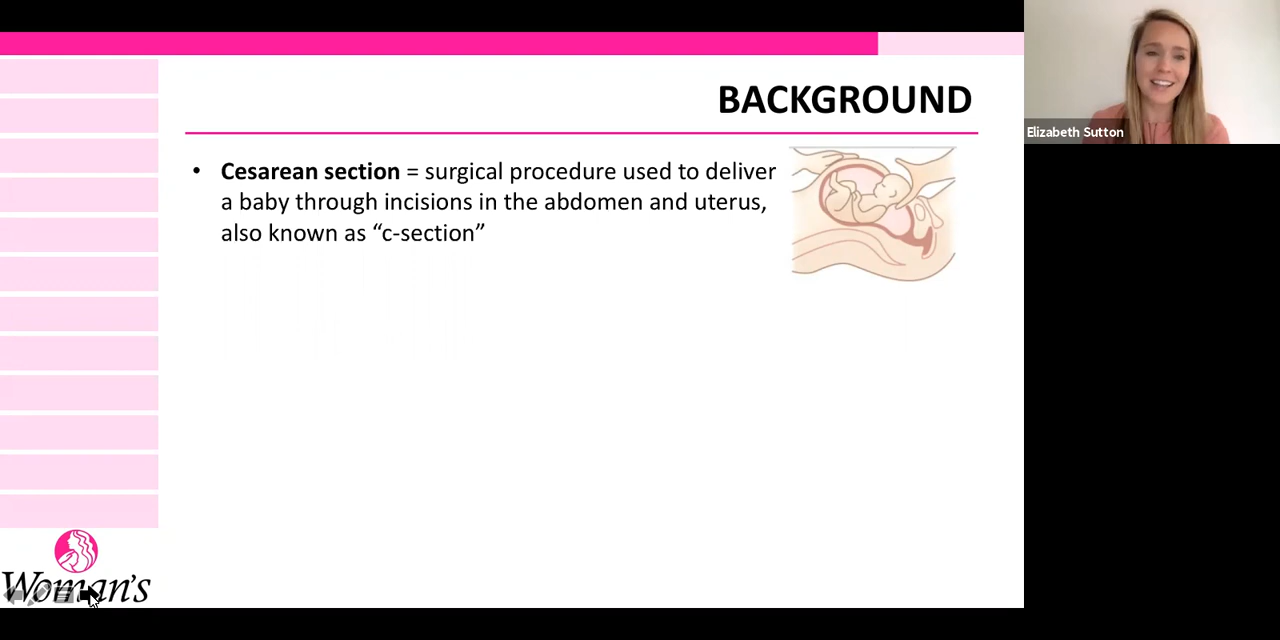 BACKGROUND
• Cesarean section = surgical procedure used to deliver
a baby through incisions in the abdomen and uterus,
also known as “c-section”
Elizabeth Sutton
Woman's